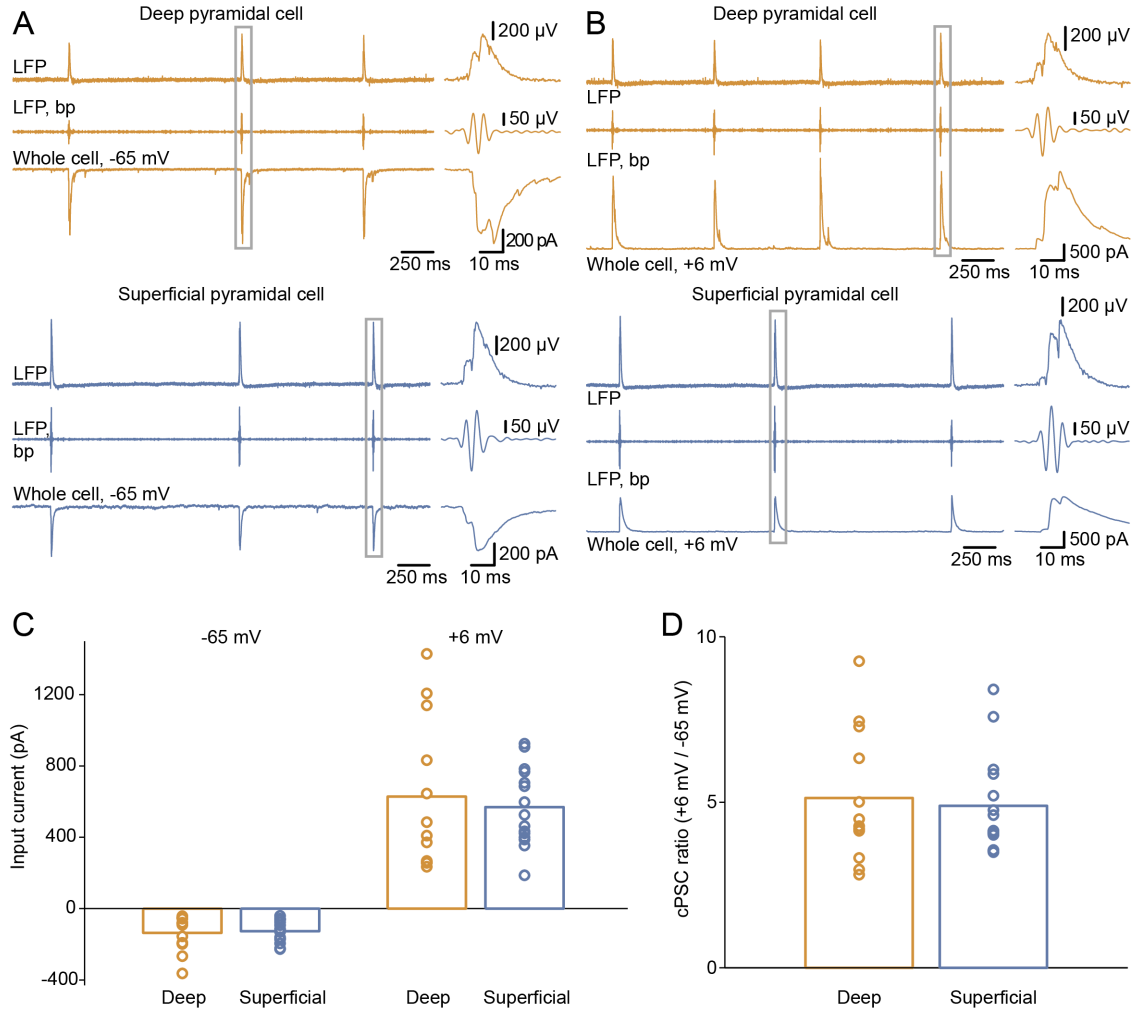 A
Deep pyramidal cell
LFP
200 µV
LFP, bp
50 µV
Whole cell, -65 mV
200 pA
250 ms
10 ms
Superficial pyramidal cell
LFP
200 µV
LFP,
bp
50 µV
Whole cell, -65 mV
200 pA
250 ms
10 ms
B
Deep pyramidal cell
200 µV
LFP
50 µV
LFP, bp
Whole cell, +6 mV
500 pA
250 ms
10 ms
Superficial pyramidal cell
200 µV
LFP
50 µV
LFP, bp
Whole cell, +6 mV
500 pA
250 ms
10 ms
C
-65 mV
+6 mV
Input current (pA)
1200
800
400
0
-400
Deep
Superficial
Deep
Superficial
D
cPSC ratio (+6 mV / -65 mV)
10
5
0
Deep
Superficial